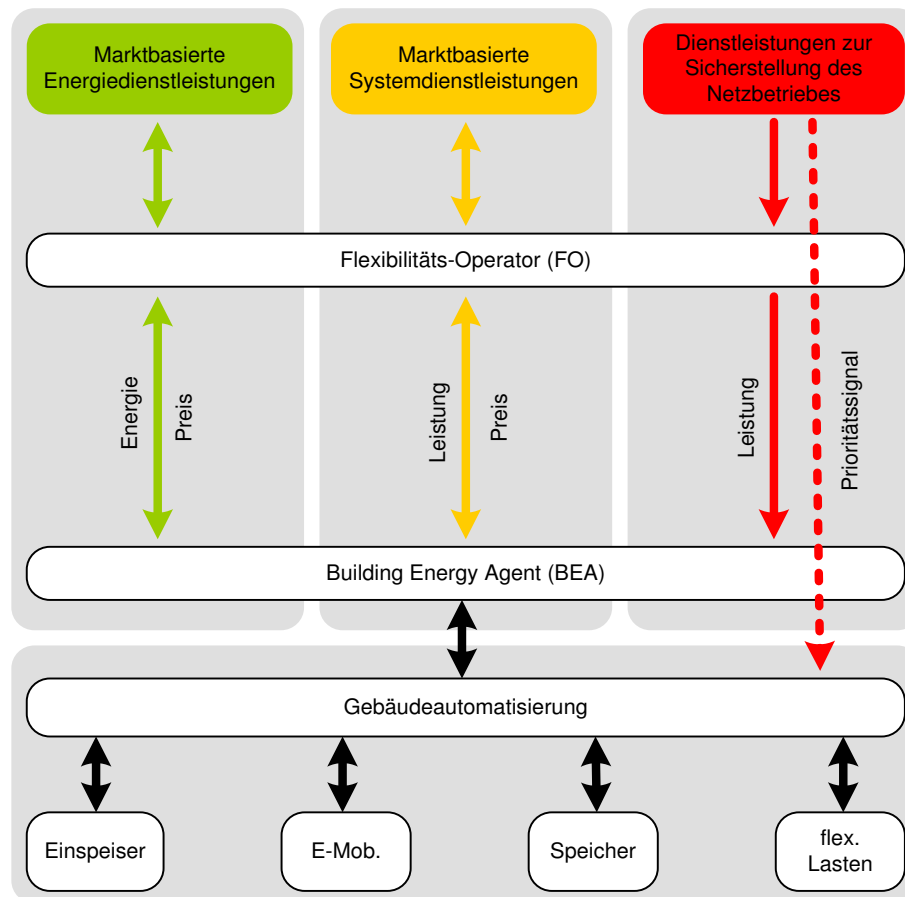 Marktbasierte
Energiedienstleistungen
Marktbasierte
Systemdienstleistungen
Dienstleistungen zur
Sicherstellung des
Netzbetriebes
Flexibilitäts-Operator (FO)
Energie
Preis
Leistung
Preis
Leistung
Prioritätssignal
Building Energy Agent (BEA)
Gebäudeautomatisierung
Einspeiser
E-Mob.
Speicher
flex.
Lasten